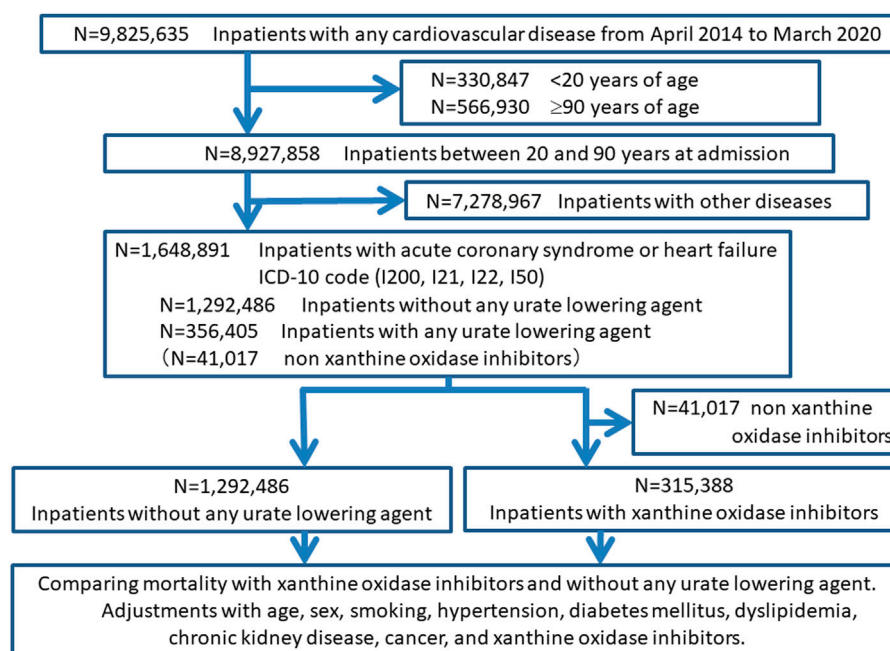 N=9,825,635 Inpatients with any cardiovascular disease from April 2014 to March 2020
N=330,847 <20 years of age
N=566,930 ≥90 years of age
N=8,927,858 Inpatients between 20 and 90 years at admission
N=7,278,967 Inpatients with other diseases
N=1,648,891 Inpatients with acute coronary syndrome or heart failure
ICD-10 code (I200, I21, I22, I50)
N=1,292,486 Inpatients without any urate lowering agent
N=356,405 Inpatients with any urate lowering agent
（N=41,017 non xanthine oxidase inhibitors）
N=41,017 non xanthine
oxidase inhibitors
N=1,292,486
Inpatients without any urate lowering agent
N=315,388
Inpatients with xanthine oxidase inhibitors
Comparing mortality with xanthine oxidase inhibitors and without any urate lowering agent.
Adjustments with age, sex, smoking, hypertension, diabetes mellitus, dyslipidemia,
chronic kidney disease, cancer, and xanthine oxidase inhibitors.